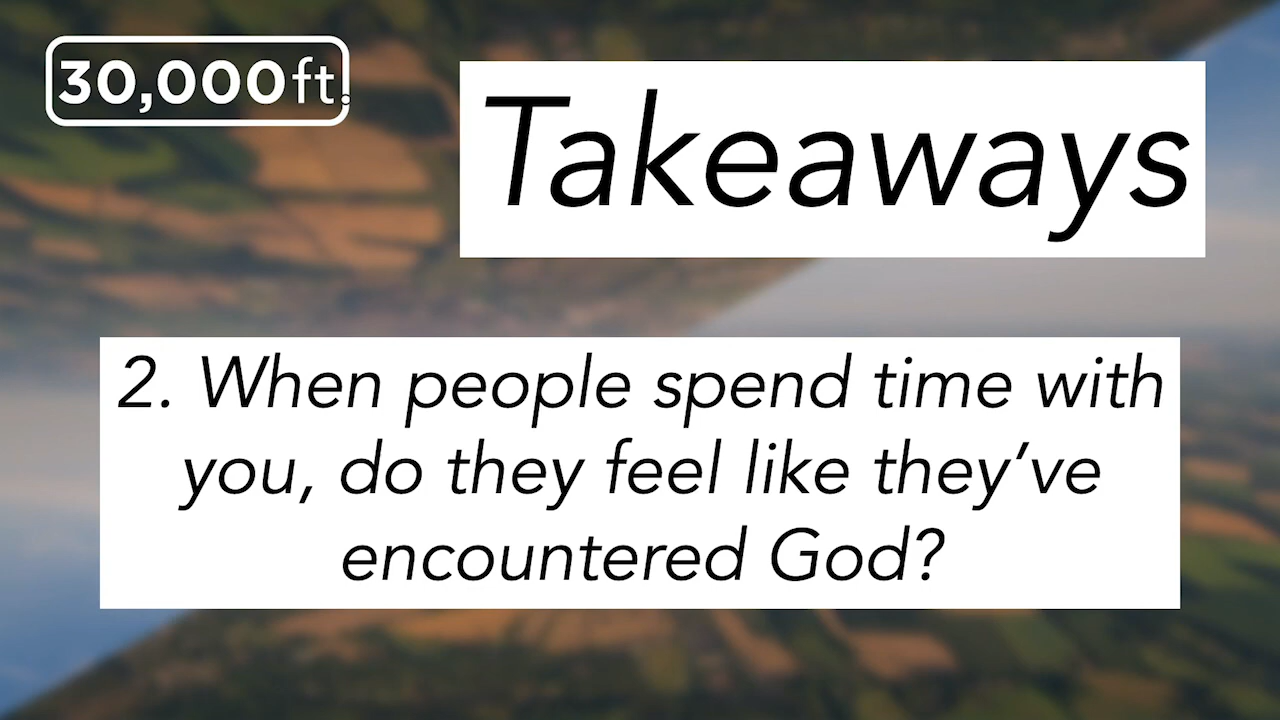 30,000ft.
Takeaways
2. When people spend time with
you, do they feel like they’ve
encountered God?